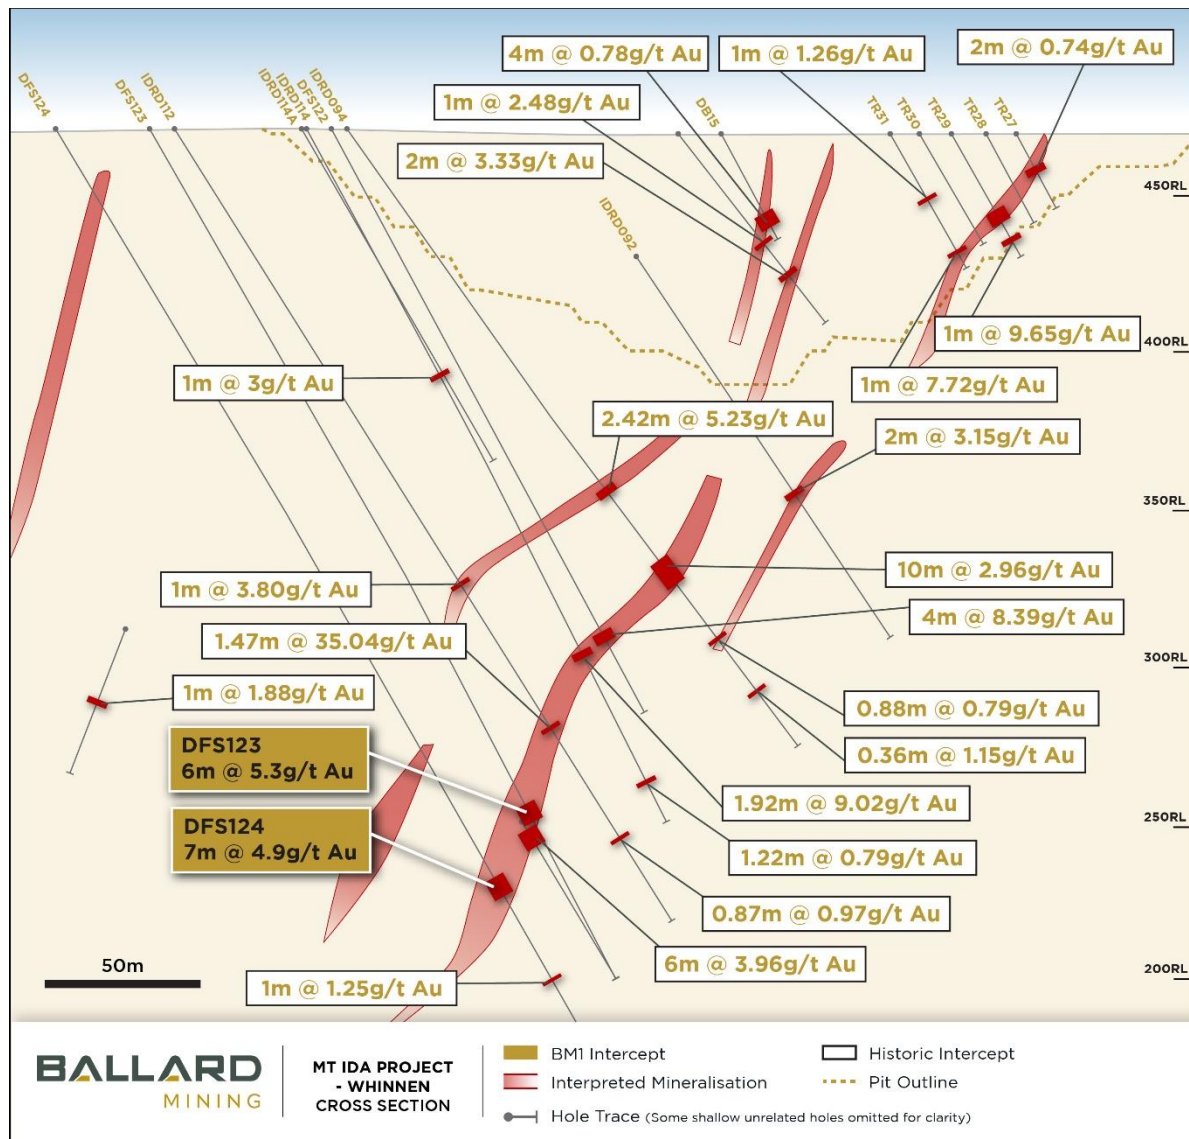 4m @ 0.78g/t Au
1m @ 1.26g/t Au
2m @ 0.74g/t Au
1m @ 2.48g/t Au
2m @ 3.33g/t Au
DFS124
DFS123
IDRD112
IDRD114A
IDRD114
DFS122
IDRD094
DB15
TR31
TR30
TR29
TR28
TR27
IDRD092
450RL
1m @ 9.65g/t Au
400RL
1m @ 3g/t Au
1m @ 7.72g/t Au
2.42m @ 5.23g/t Au
2m @ 3.15g/t Au
350RL
10m @ 2.96g/t Au
1m @ 3.80g/t Au
4m @ 8.39g/t Au
1.47m @ 35.04g/t Au
300RL
1m @ 1.88g/t Au
0.88m @ 0.79g/t Au
DFS123
6m @ 5.3g/t Au
0.36m @ 1.15g/t Au
1.92m @ 9.02g/t Au
250RL
DFS124
7m @ 4.9g/t Au
1.22m @ 0.79g/t Au
0.87m @ 0.97g/t Au
50m
6m @ 3.96g/t Au
1m @ 1.25g/t Au
200RL
BALLARD
MINING
MT IDA PROJECT
- WHINNEN
CROSS SECTION
BM1 Intercept
Historic Intercept
Interpreted Mineralisation
Pit Outline
Hole Trace (Some shallow unrelated holes omitted for clarity)